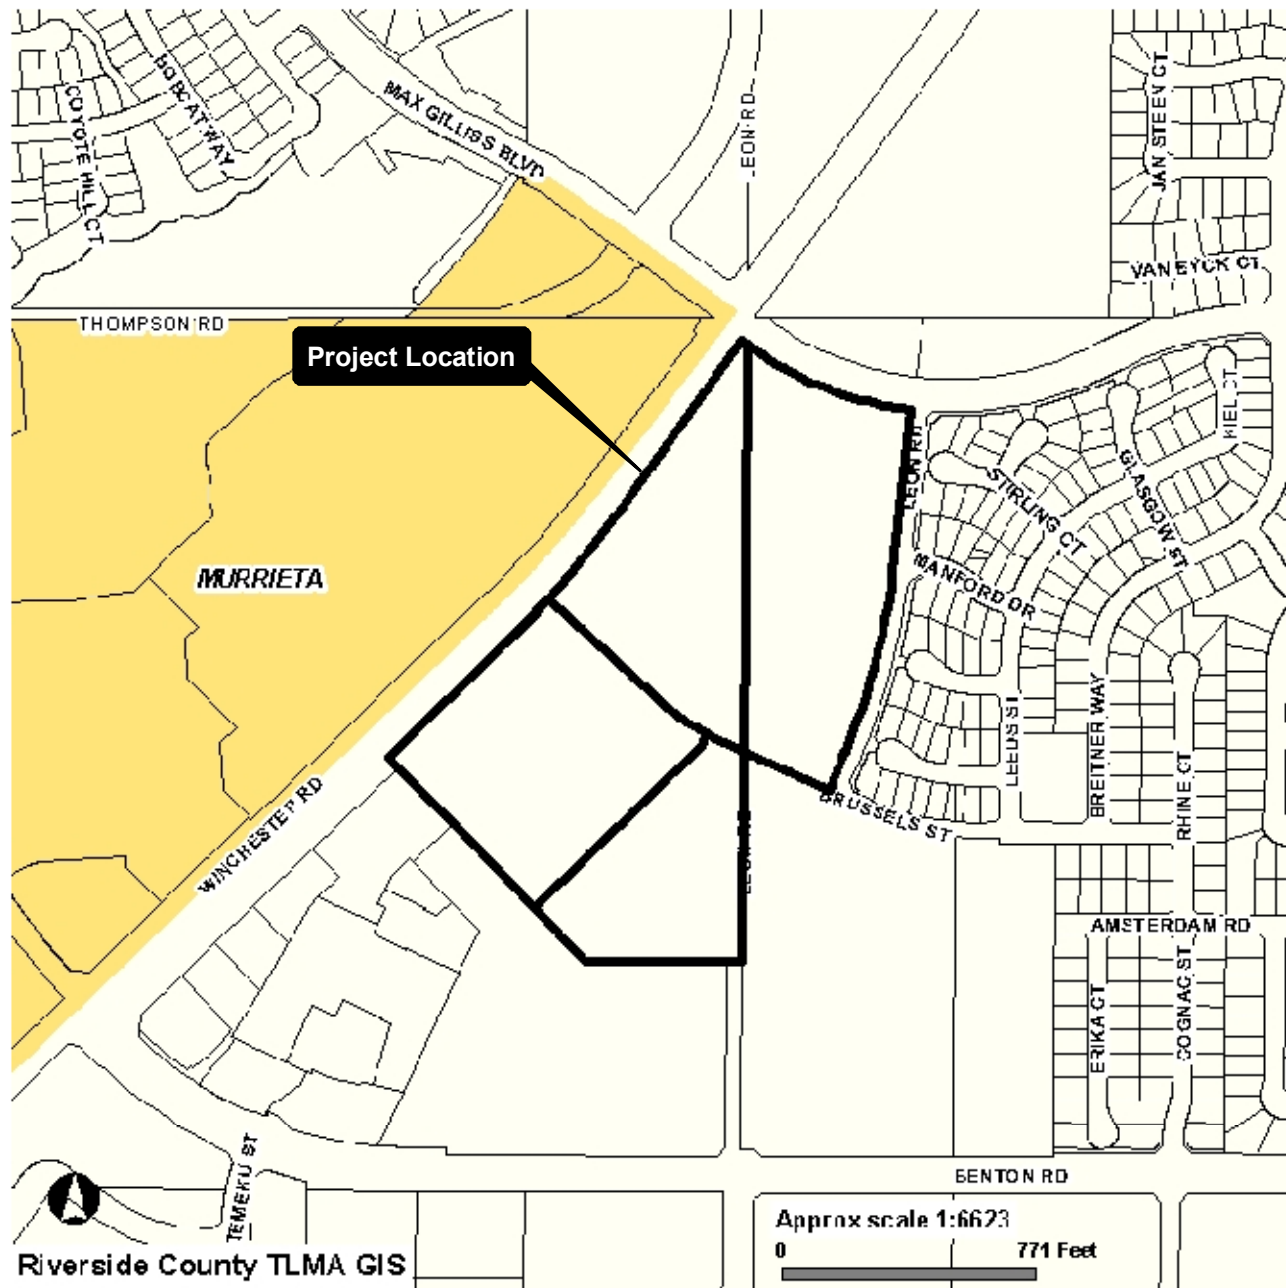 COYOTE HILL CT
BOBCAT WAY
MAX GILLISS BLVD
LEON RD
JAN STEEN CT
VAN EYCK CT
THOMPSON RD
Project Location
KIEL CT
LEON RD
STIRLING CT
GLASGOW ST
MURRIETA
MANFORD DR
LEEDS ST
BREITNER WAY
RHINE CT
WINCHESTER RD
BRUSSELS ST
LEON RD
AMSTERDAM RD
ERIKA CT
COGNAC ST
TEMEKU ST
BENTON RD
Approx scale 1:6623
0 771 Feet
Riverside County TLMA GIS